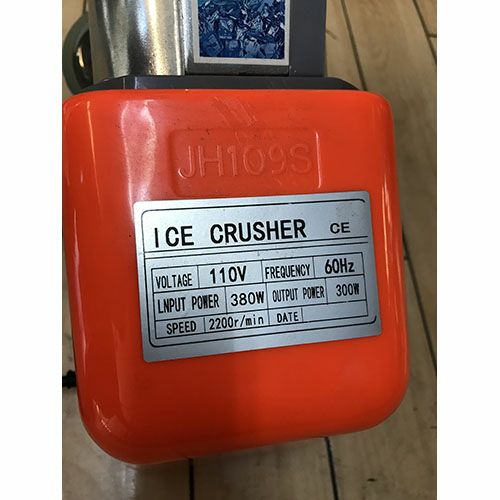 JH109S
ICE CRUSHER CE
VOLTAGE 110V FREQUENCY 60Hz
LNPUT POWER 380W OUTPUT POWER 300W
SPEED 2200r/min DATE